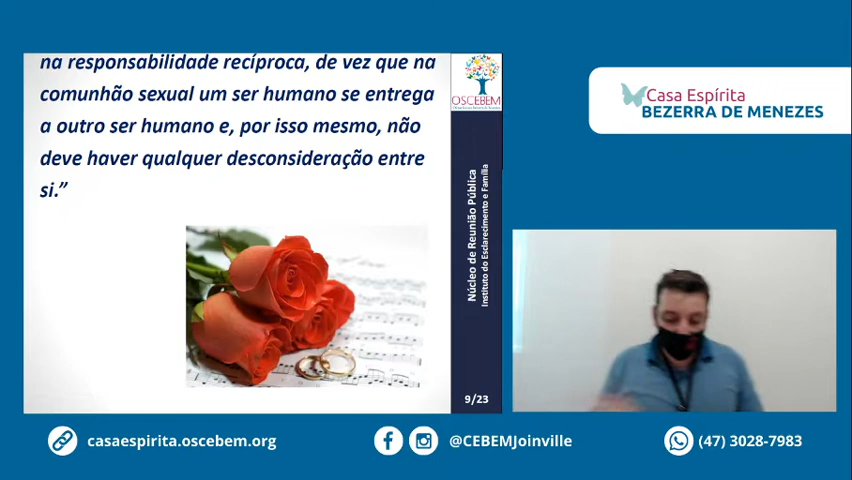 na responsabilidade recíproca, de vez que na
comunhão sexual um ser humano se entrega
a outro ser humano e, por isso mesmo, não
deve haver qualquer desconsideração entre
si.”
OSCEBEM
Núcleo de Reunião Pública
Instituto do Esclarecimento e Família
9/23
Casa Espírita
BEZERRA DE MENEZES
casaespirita.oscebem.org
@CEBEMJoinville
(47) 3028-7983